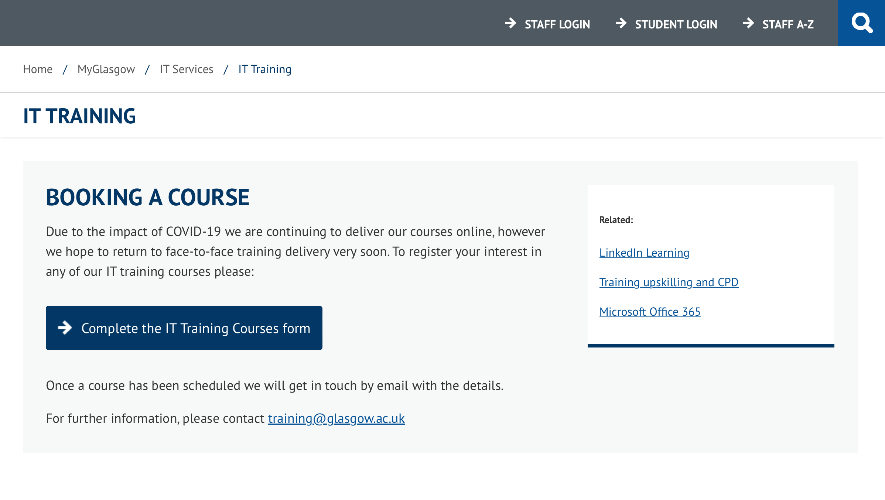 STAFF LOGIN STUDENT LOGIN STAFF A-Z
Home / MyGlasgow / IT Services / IT Training
IT TRAINING
BOOKING A COURSE
Due to the impact of COVID-19 we are continuing to deliver our courses online, however
we hope to return to face-to-face training delivery very soon. To register your interest in
any of our IT training courses please:
Complete the IT Training Courses form
Once a course has been scheduled we will get in touch by email with the details.
For further information, please contact training@glasgow.ac.uk
Related:
LinkedIn Learning
Training upskilling and CPD
Microsoft Office 365